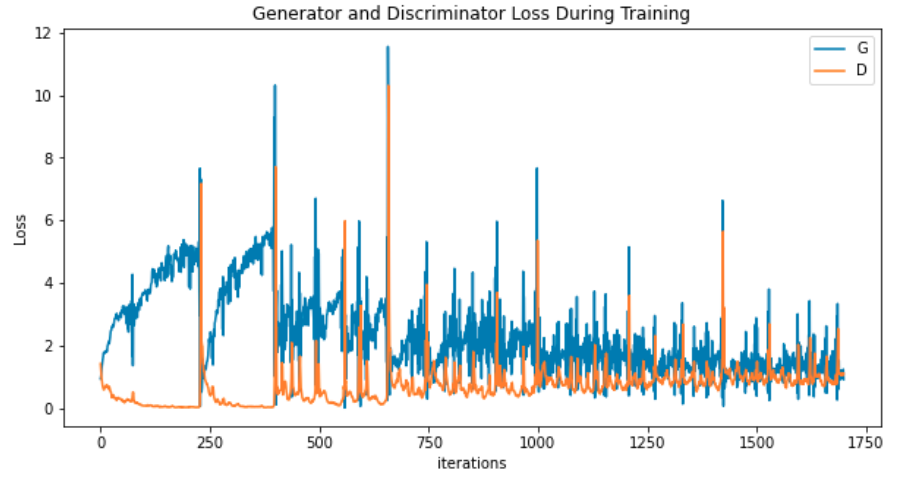 Generator and Discriminator Loss During Training
G
D
12
10
8
6
4
2
0
Loss
0 250 500 750 1000 1250 1500 1750
iterations